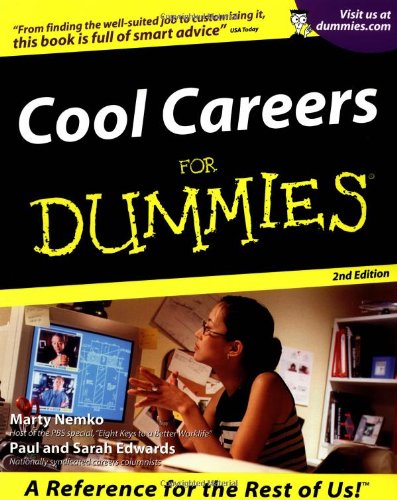 "From finding the well-suited job to customizing it,
this book is full of smart advice" USA Today
Visit us at
dummies.com
Cool Careers
FOR
DUMMIES®
2nd Edition
Marty Nemko
Host of the PBS special, "Eight Keys to a Better Worklife"
Paul and Sarah Edwards
Nationally syndicated careers columnists
A Reference for the Rest of Us!™